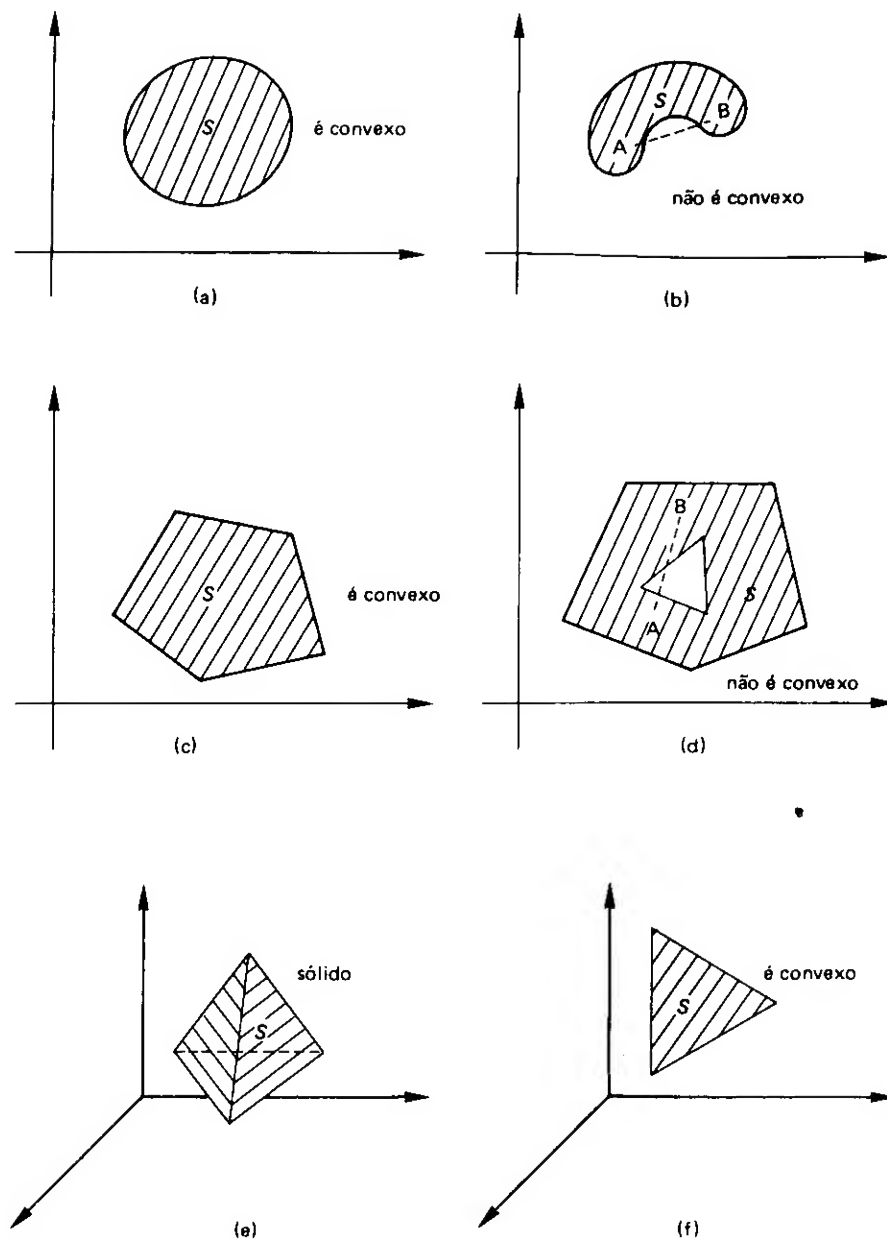 S
é convexo
(a)
S
B
A
não é convexo
(b)
S
é convexo
(c)
B
S
A
não é convexo
(d)
sólido
S
(e)
é convexo
S
(f)